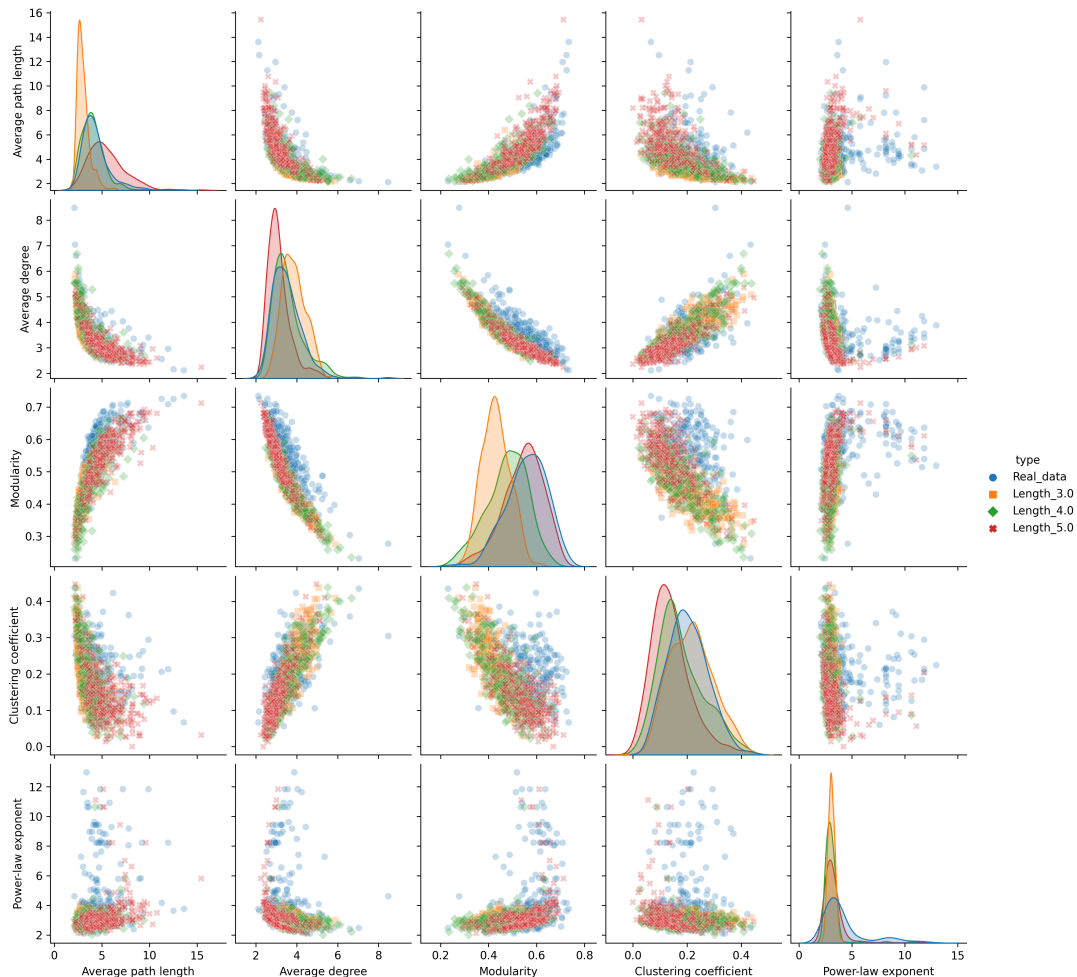 16
14
12
10
8
6
4
2
Average path length
8
7
6
5
4
3
2
Average degree
0.7
0.6
0.5
0.4
0.3
Modularity
type
Real_data
Length_3.0
Length_4.0
Length_5.0
0.4
0.3
0.2
0.1
0.0
Clustering coefficient
12
10
8
6
4
2
Power-law exponent
0 5 10 15
2 4 6 8
0.2 0.4 0.6 0.8
0.0 0.2 0.4
0 5 10 15
Average path length
Average degree
Modularity
Clustering coefficient
Power-law exponent